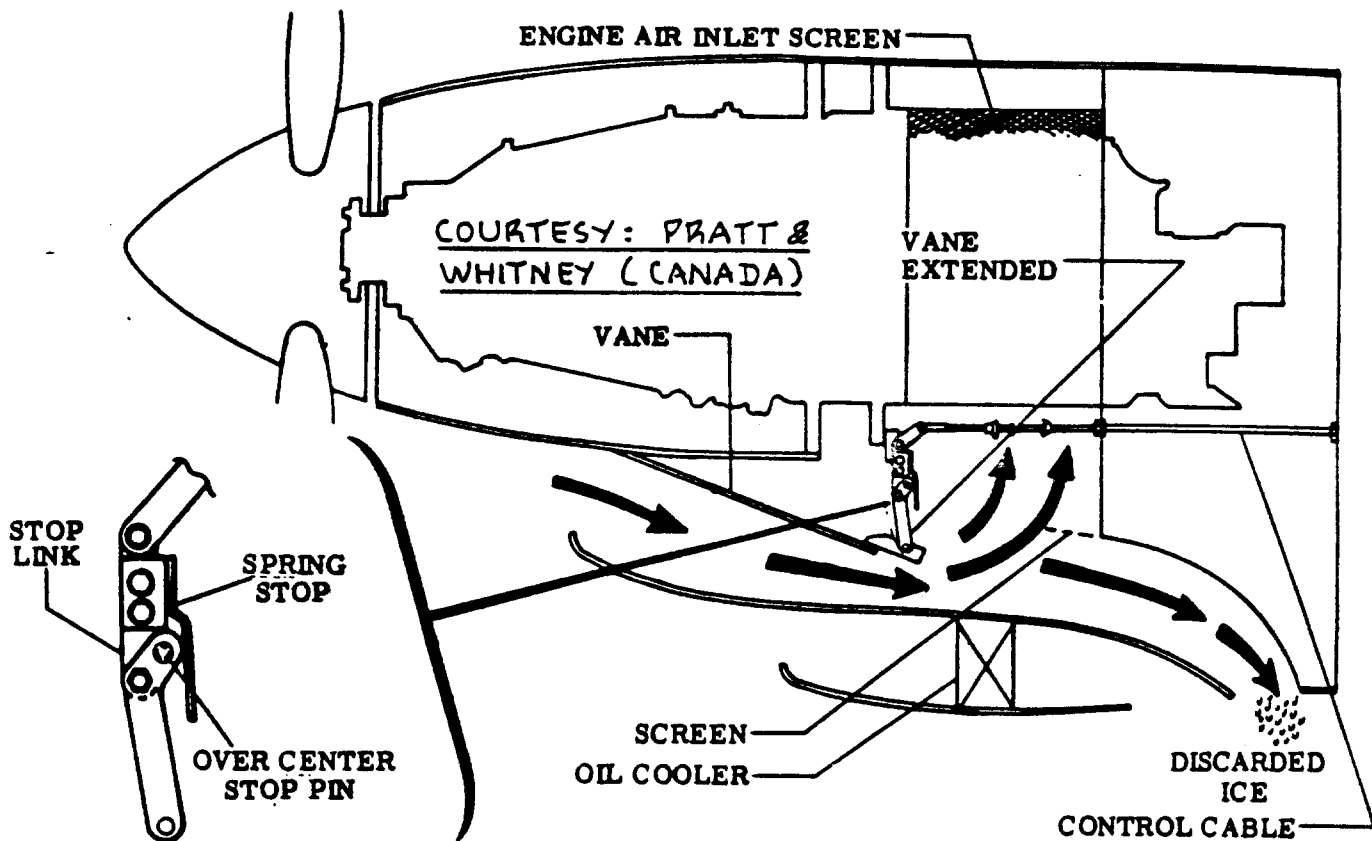 ENGINE AIR INLET SCREEN
COURTESY: PRATT &
WHITNEY (CANADA)
VANE
EXTENDED
VANE
STOP
LINK
SPRING
STOP
OVER CENTER
STOP PIN
SCREEN
OIL COOLER
DISCARDED
ICE
CONTROL CABLE